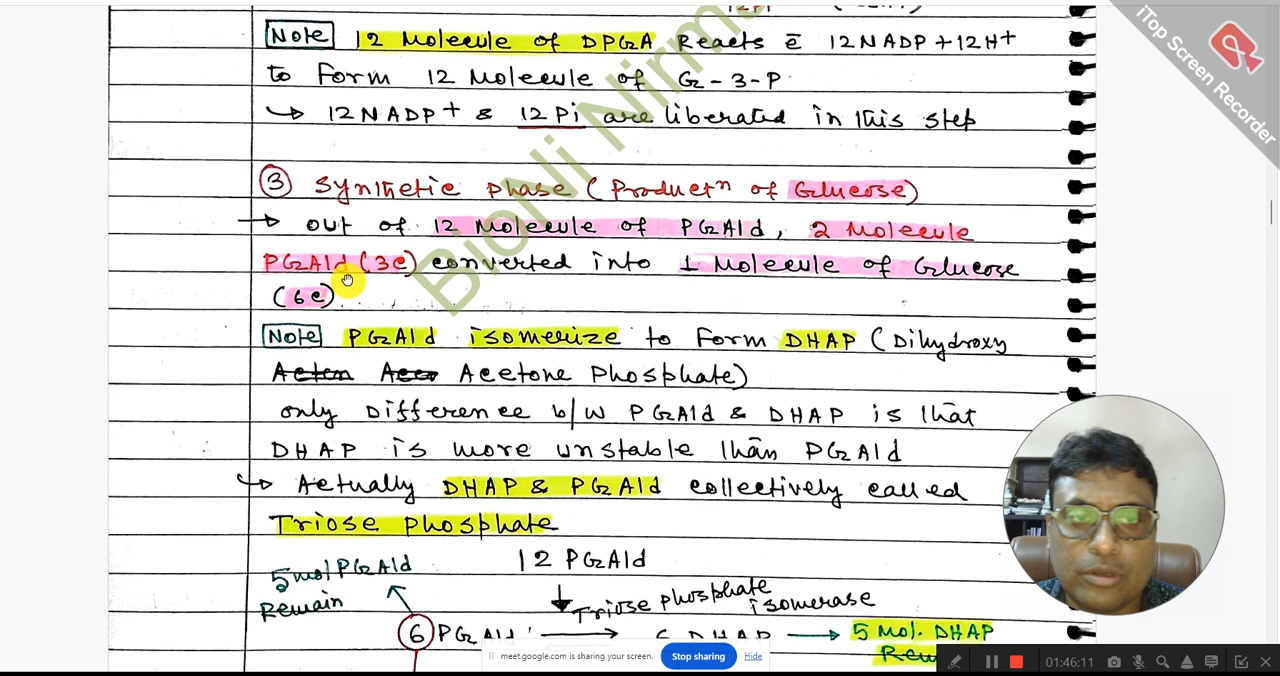 Note 12 Molecule of DPGA Reacts ē 12NADP + 12H+
to Form 12 Molecule of G-3-P
↳ 12NADP+ & 12Pi are liberated in this step
③ Synthetic Phase (Productn of Glucose)
→ out of 12 Molecule of PGAld, 2 Molecule
PGAld (3C) converted into 1 Molecule of Glucose
(6C)
Note PGAld isomerize to Form DHAP (Dihydroxy
Acetone Phosphate)
only Difference b/w PGAld & DHAP is that
DHAP is more unstable than PGAld
↳ Actually DHAP & PGAld collectively called
Triose Phosphate
12 PGAld
5 mol PGAld
Remain
Triose phosphate
isomerase
6 PGAld → 6 DHAP → 5 Mol. DHAP
BioNi Nirma
iTop Screen Recorder
meet.google.com is sharing your screen.
Stop sharing
Hide
01:46:11